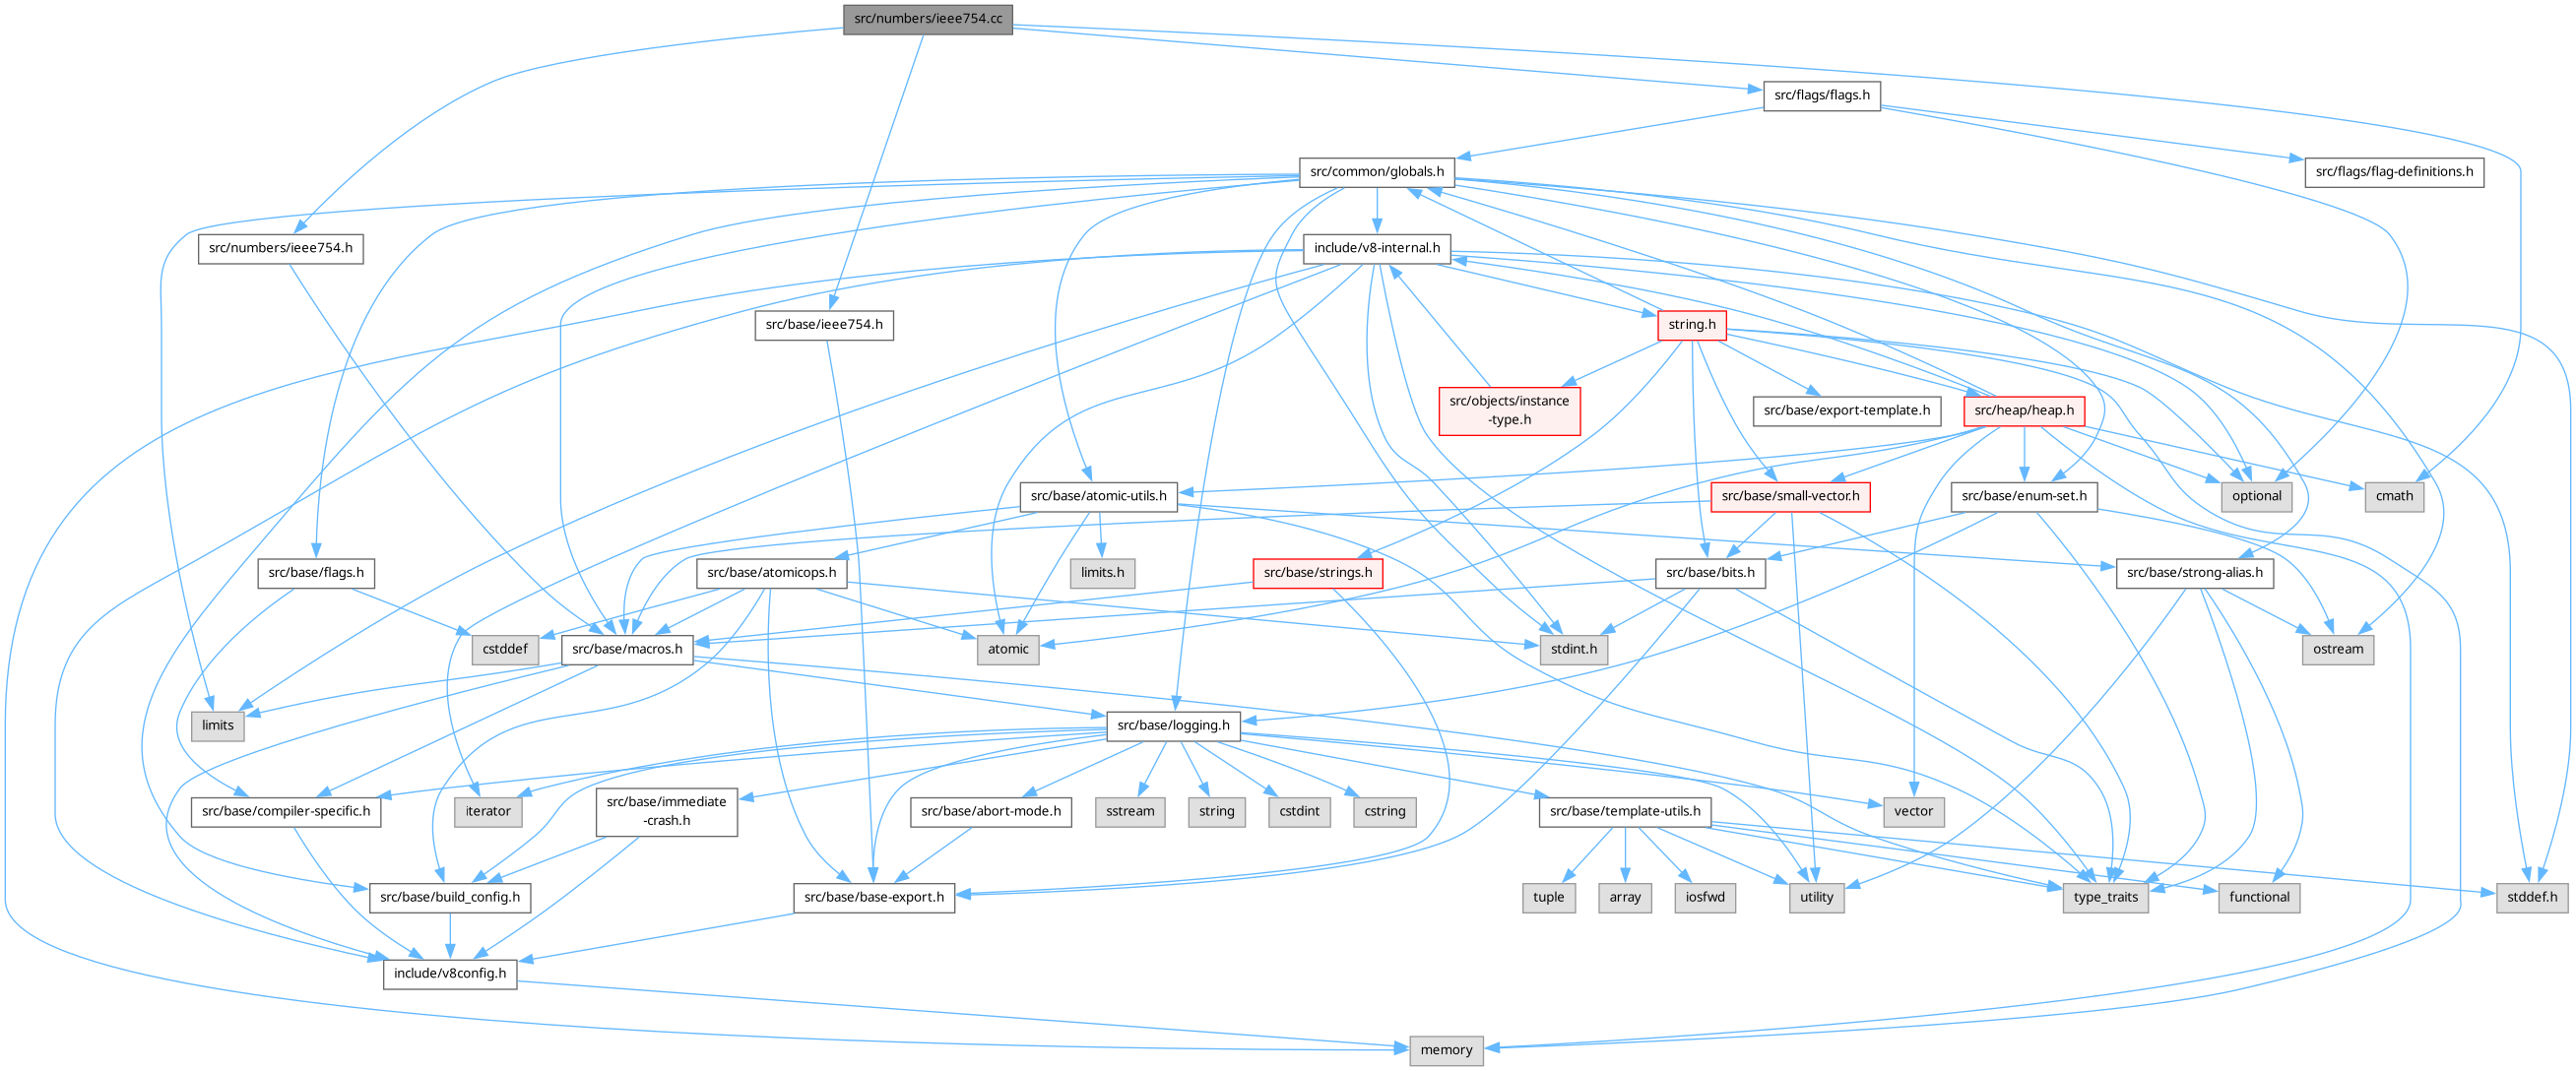 src/numbers/ieee754.cc
src/flags/flags.h
src/common/globals.h
src/flags/flag-definitions.h
src/numbers/ieee754.h
include/v8-internal.h
src/base/ieee754.h
string.h
src/objects/instance
-type.h
src/base/export-template.h
src/heap/heap.h
src/base/atomic-utils.h
src/base/small-vector.h
src/base/enum-set.h
optional
cmath
src/base/flags.h
src/base/atomicops.h
limits.h
src/base/strings.h
src/base/bits.h
src/base/strong-alias.h
cstddef
src/base/macros.h
atomic
stdint.h
ostream
limits
src/base/logging.h
src/base/compiler-specific.h
iterator
src/base/immediate
-crash.h
src/base/abort-mode.h
sstream
string
cstdint
cstring
src/base/template-utils.h
vector
src/base/build_config.h
src/base/base-export.h
tuple
array
iosfwd
utility
type_traits
functional
stddef.h
include/v8config.h
memory